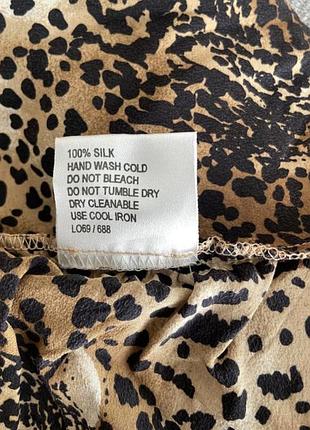 100% SILK
HAND WASH COLD
DO NOT BLEACH
DO NOT TUMBLE DRY
DRY CLEANABLE
USE COOL IRON
LO69 / 688